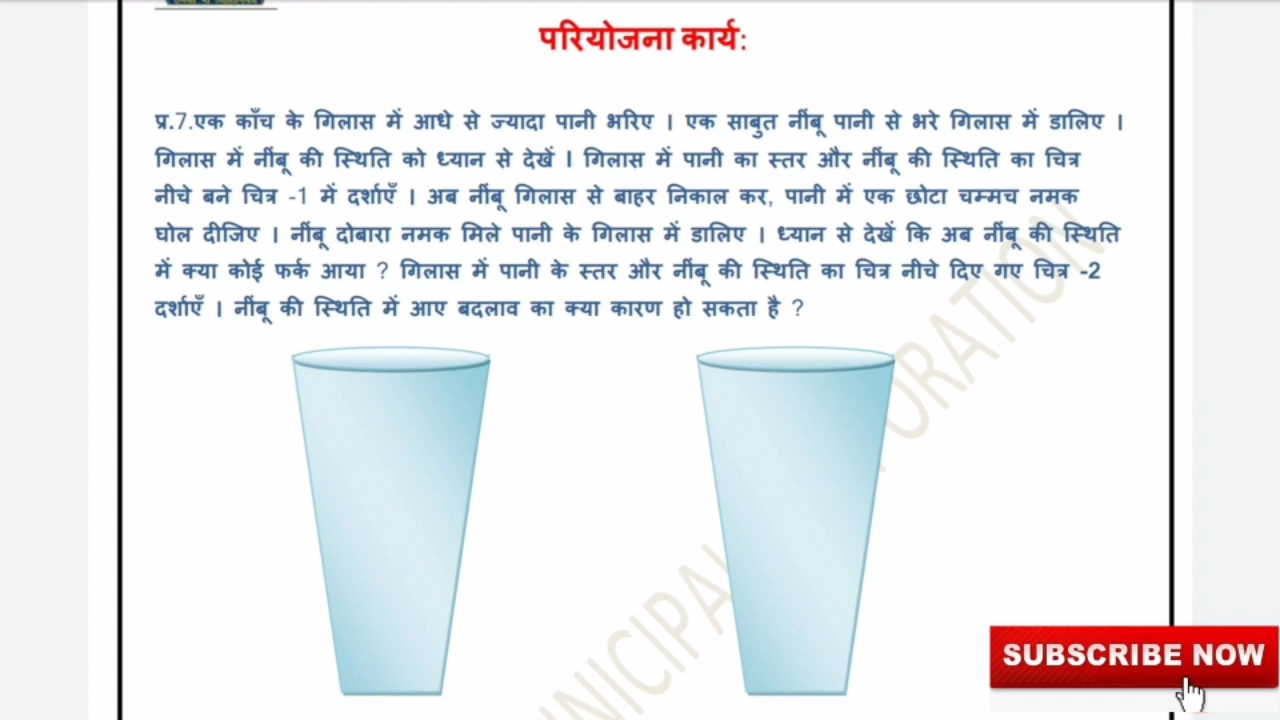 परियोजना कार्य:
प्र.7.एक काँच के गिलास में आधे से ज्यादा पानी भरिए । एक साबुत नींबू पानी से भरे गिलास में डालिए ।
गिलास में नींबू की स्थिति को ध्यान से देखें । गिलास में पानी का स्तर और नींबू की स्थिति का चित्र
नीचे बने चित्र -1 में दर्शाएँ । अब नींबू गिलास से बाहर निकाल कर, पानी में एक छोटा चम्मच नमक
घोल दीजिए । नींबू दोबारा नमक मिले पानी के गिलास में डालिए । ध्यान से देखें कि अब नींबू की स्थिति
में क्या कोई फर्क आया ? गिलास में पानी के स्तर और नींबू की स्थिति का चित्र नीचे दिए गए चित्र -2
दर्शाएँ । नींबू की स्थिति में आए बदलाव का क्या कारण हो सकता है ?
SUBSCRIBE NOW